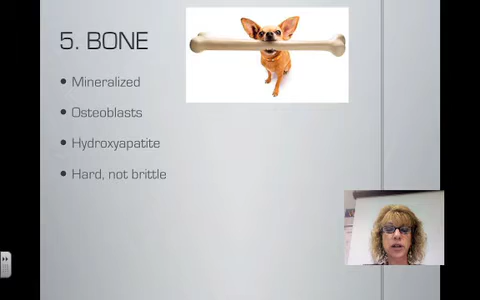 5. BONE
• Mineralized
• Osteoblasts
• Hydroxyapatite
• Hard, not brittle